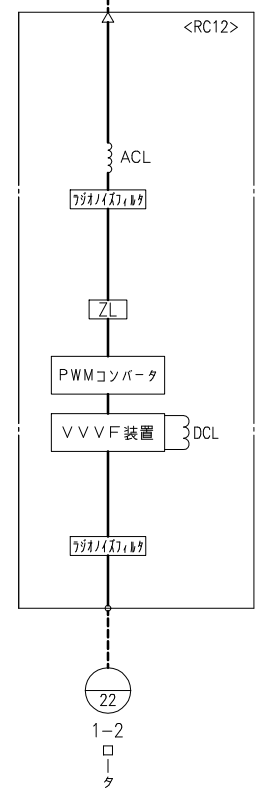 <RC12>
ACL
ラジオノイズフィルタ
ZL
PWMコンバータ
VVVF装置
DCL
ラジオノイズフィルタ
22
1-2
ロータ